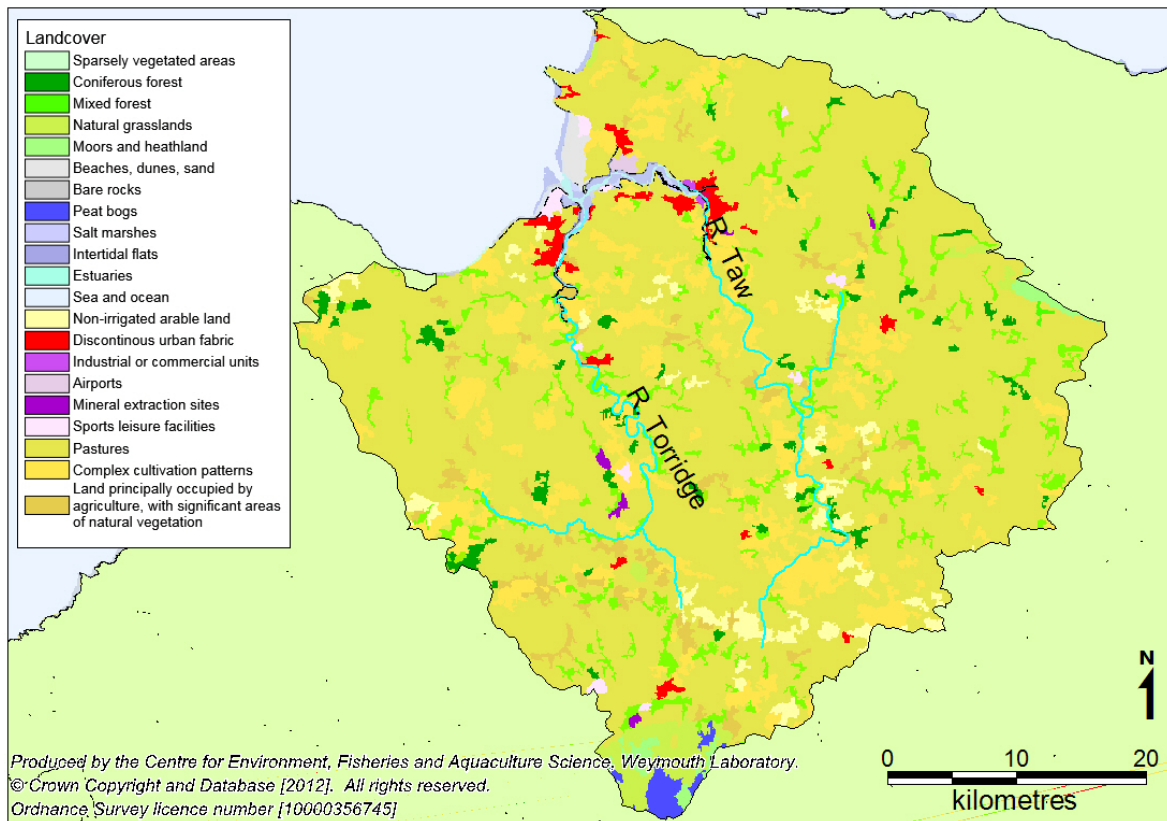 Landcover
Sparsely vegetated areas
Coniferous forest
Mixed forest
Natural grasslands
Moors and heathland
Beaches, dunes, sand
Bare rocks
Peat bogs
Salt marshes
Intertidal flats
Estuaries
Sea and ocean
Non-irrigated arable land
Discontinous urban fabric
Industrial or commercial units
Airports
Mineral extraction sites
Sports leisure facilities
Pastures
Complex cultivation patterns
Land principally occupied by
agriculture, with significant areas
of natural vegetation
R. Taw
R. Torridge
N
0 10 20
kilometres
Produced by the Centre for Environment, Fisheries and Aquaculture Science, Weymouth Laboratory.
© Crown Copyright and Database [2012]. All rights reserved.
Ordnance Survey licence number [10000356745]